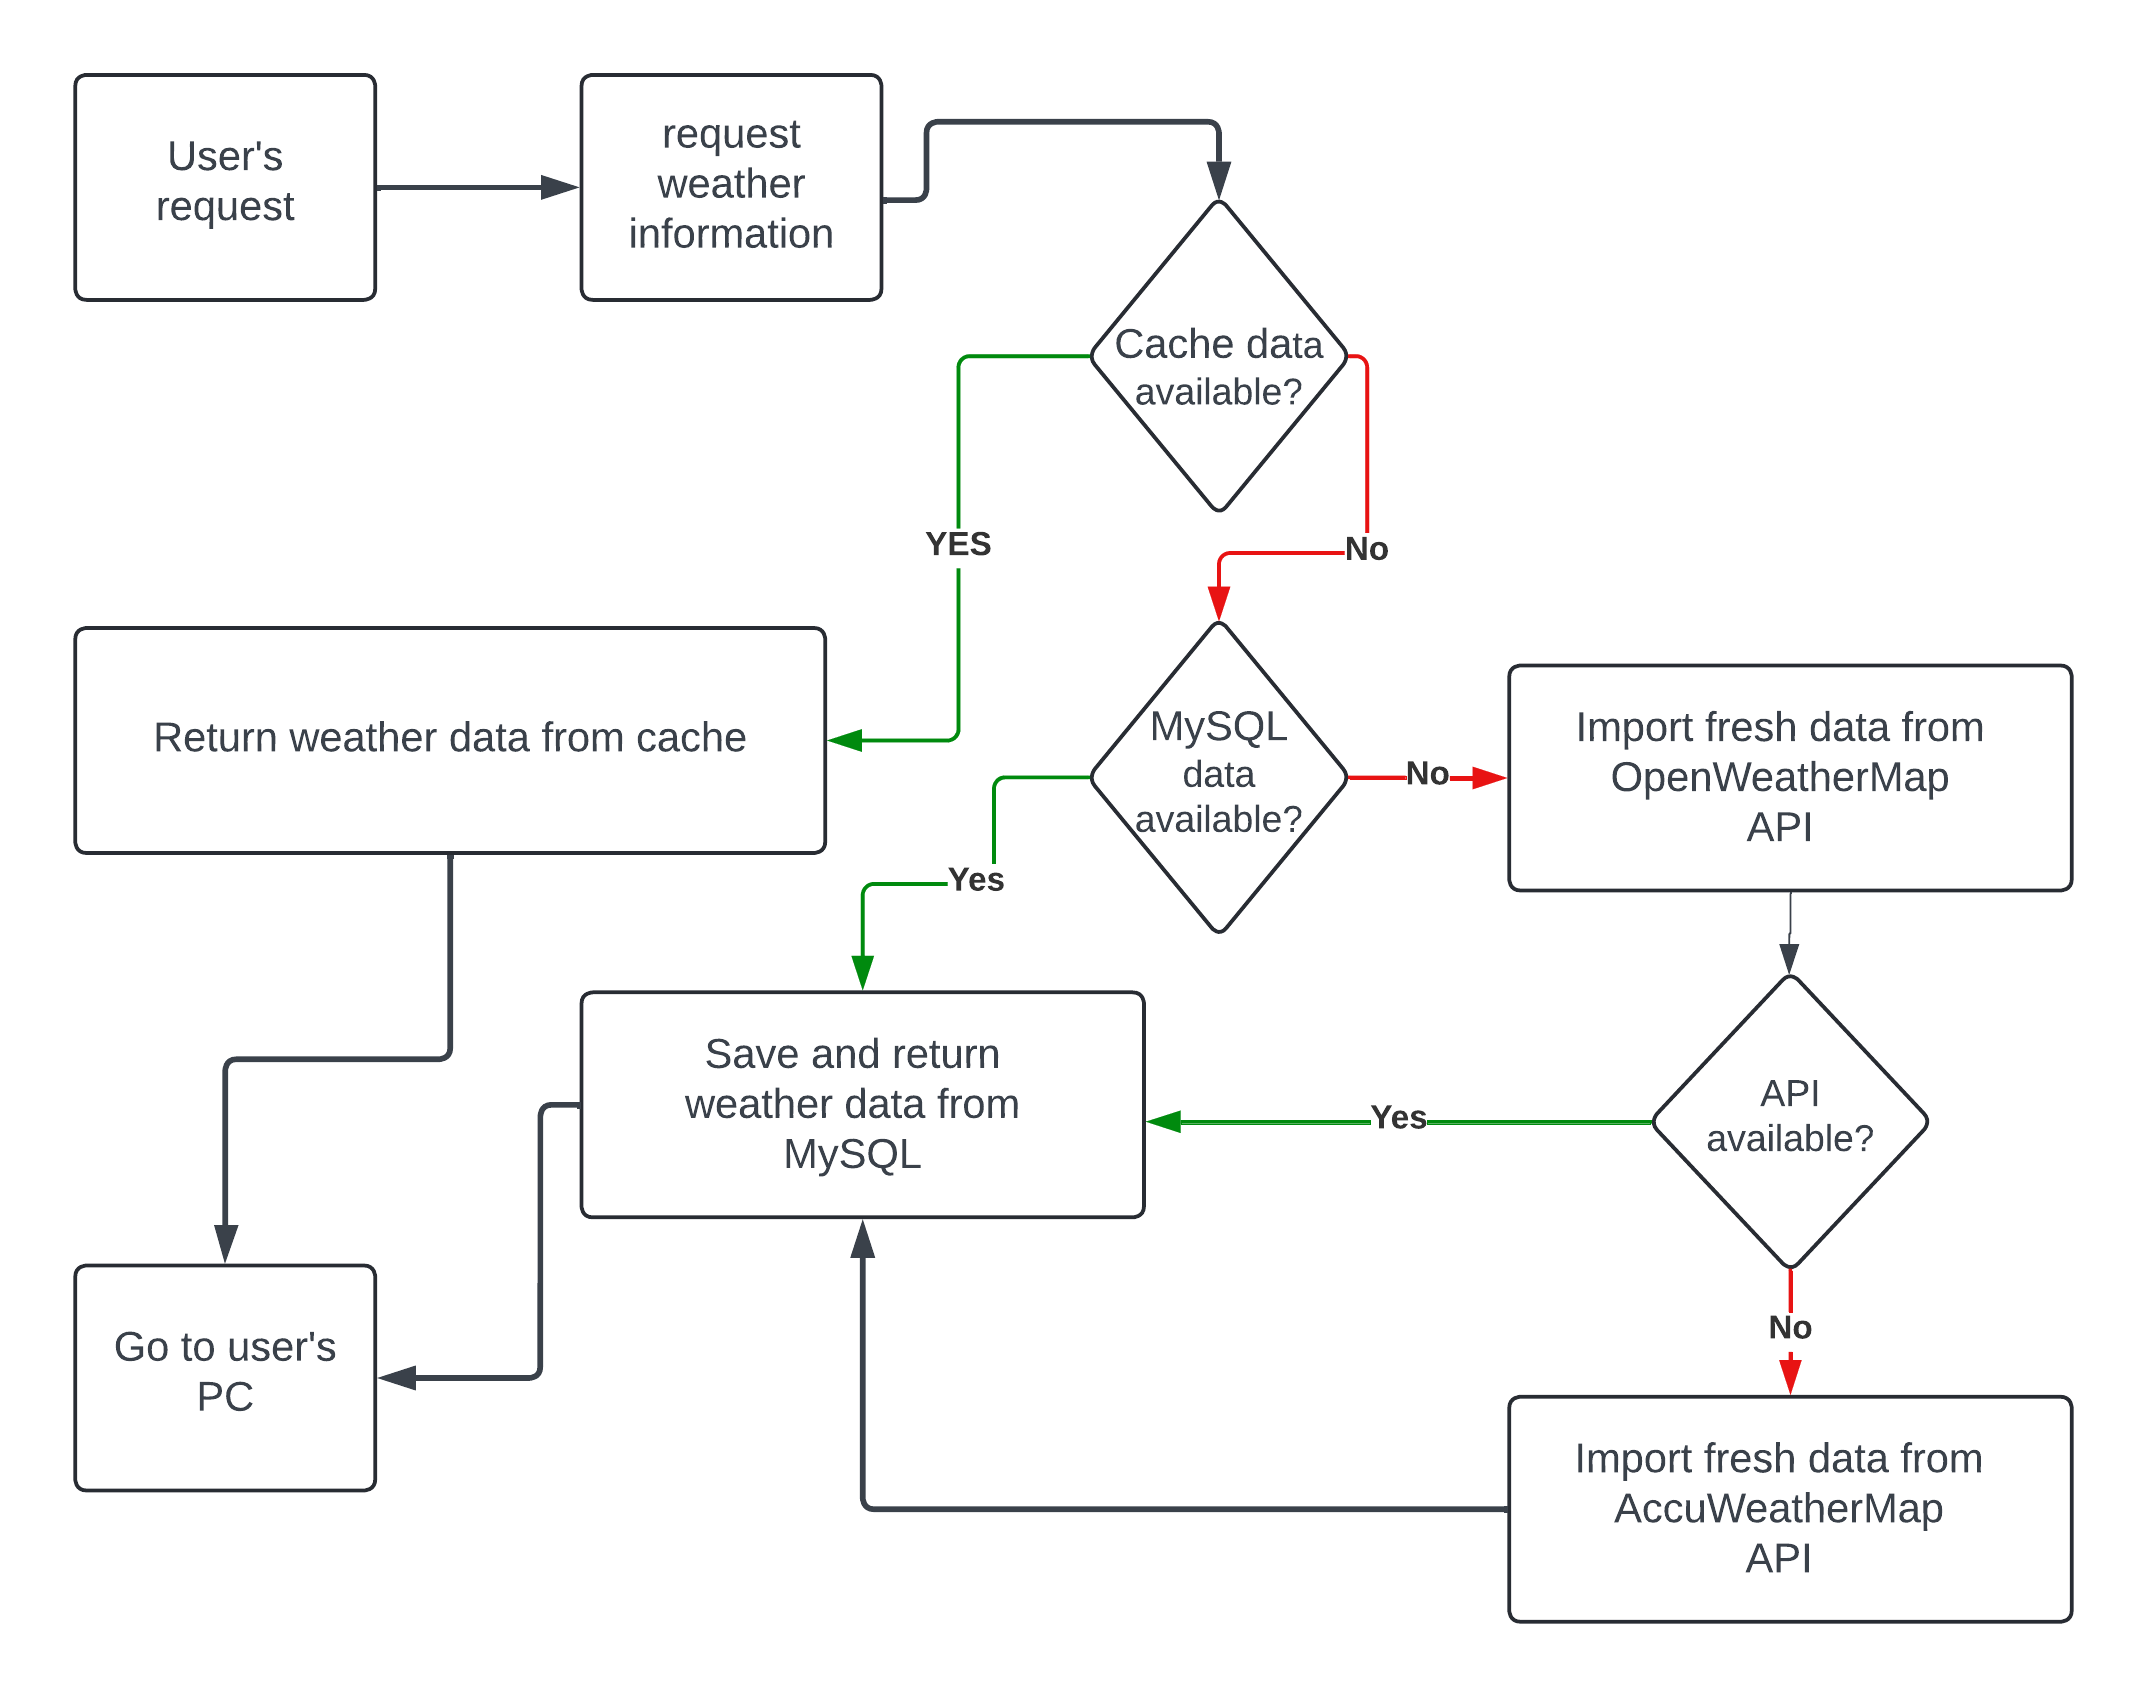 User's
request
request
weather
information
Cache data
available?
YES
No
Return weather data from cache
MySQL
data
available?
No
Import fresh data from
OpenWeatherMap
API
Yes
Save and return
weather data from
MySQL
Yes
API
available?
No
Go to user's
PC
Import fresh data from
AccuWeatherMap
API